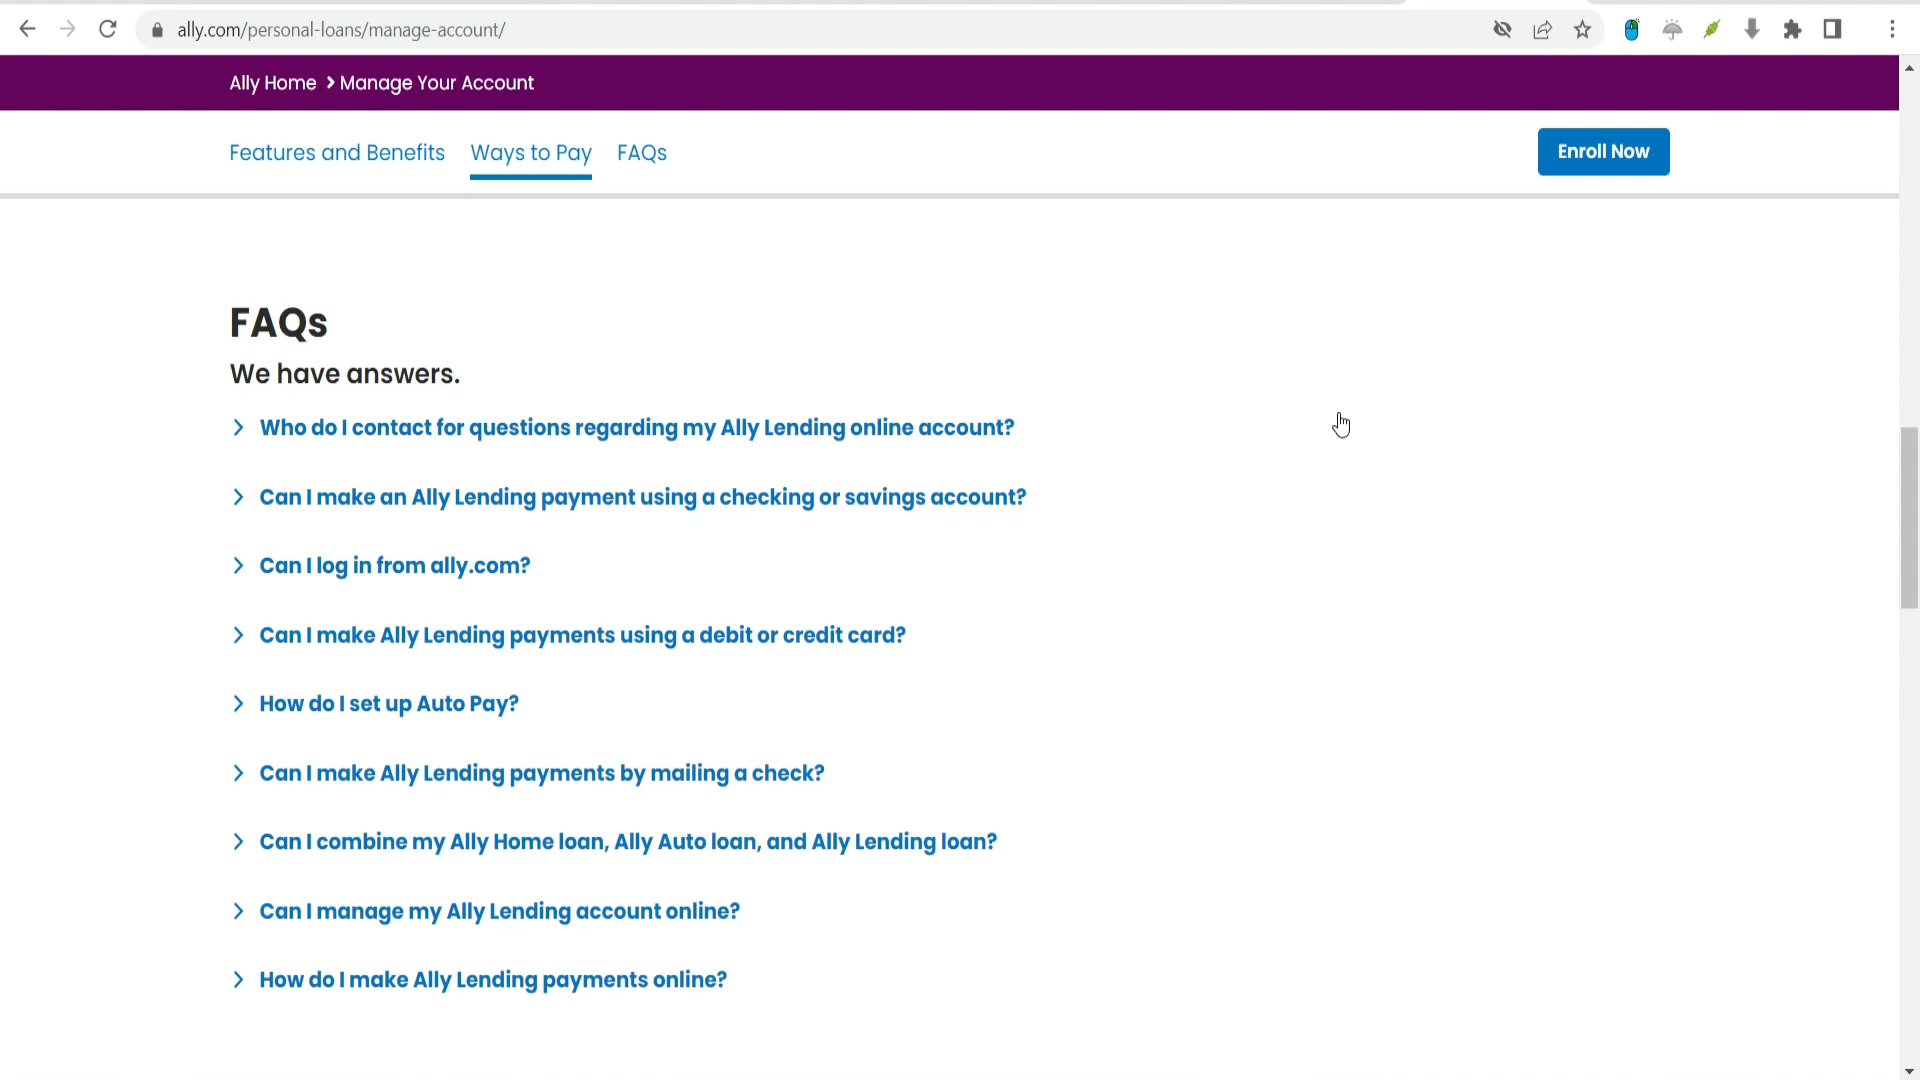 ally.com/personal-loans/manage-account/
Ally Home > Manage Your Account
Features and Benefits Ways to Pay FAQs Enroll Now
FAQs
We have answers.
Who do I contact for questions regarding my Ally Lending online account?
Can I make an Ally Lending payment using a checking or savings account?
Can I log in from ally.com?
Can I make Ally Lending payments using a debit or credit card?
How do I set up Auto Pay?
Can I make Ally Lending payments by mailing a check?
Can I combine my Ally Home loan, Ally Auto loan, and Ally Lending loan?
Can I manage my Ally Lending account online?
How do I make Ally Lending payments online?